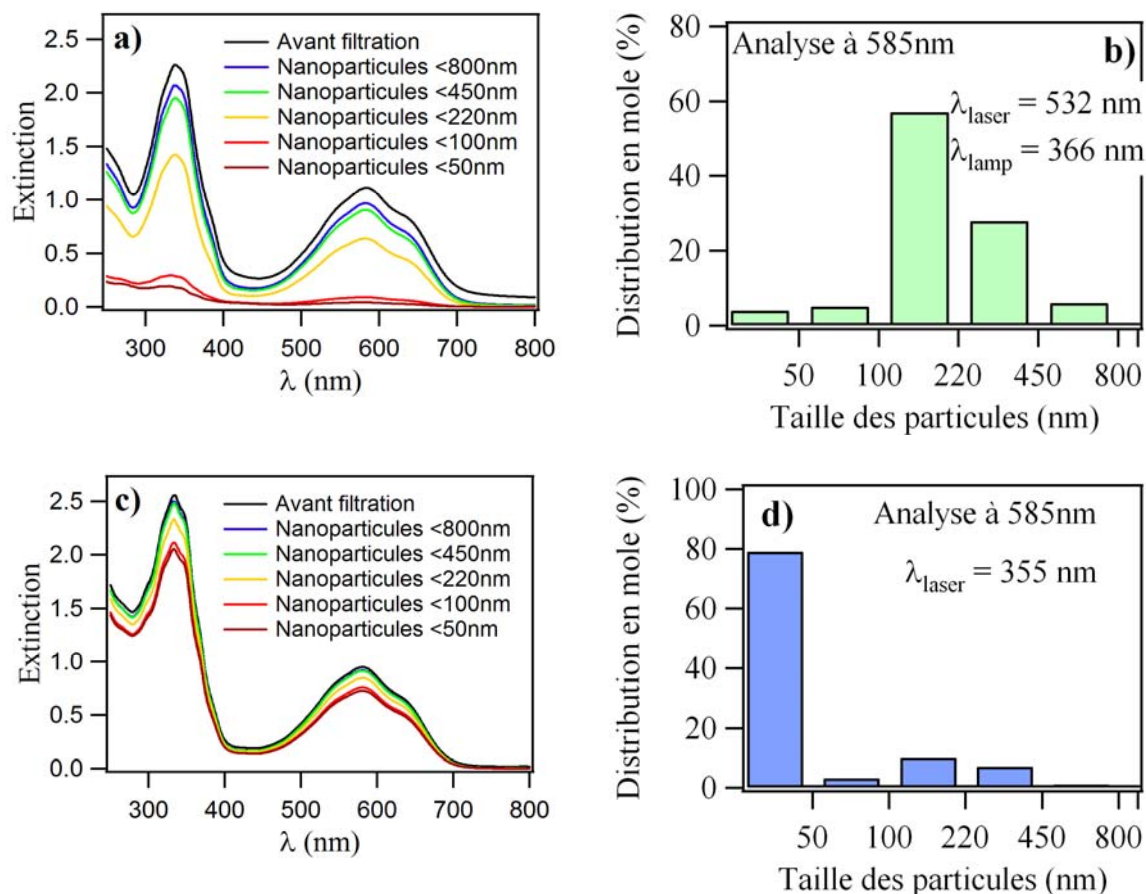 a)
Avant filtration
Nanoparticules <800nm
Nanoparticules <450nm
Nanoparticules <220nm
Nanoparticules <100nm
Nanoparticules <50nm
Extinction
2.5
2.0
1.5
1.0
0.5
0.0
300 400 500 600 700 800
λ (nm)
b)
Analyse à 585nm
λlaser = 532 nm
λlamp = 366 nm
Distribution en mole (%)
80
60
40
20
0
50 100 220 450 800
Taille des particules (nm)
c)
Avant filtration
Nanoparticules <800nm
Nanoparticules <450nm
Nanoparticules <220nm
Nanoparticules <100nm
Nanoparticules <50nm
Extinction
2.5
2.0
1.5
1.0
0.5
0.0
300 400 500 600 700 800
λ (nm)
d)
Analyse à 585nm
λlaser = 355 nm
Distribution en mole (%)
100
80
60
40
20
0
50 100 220 450 800
Taille des particules (nm)